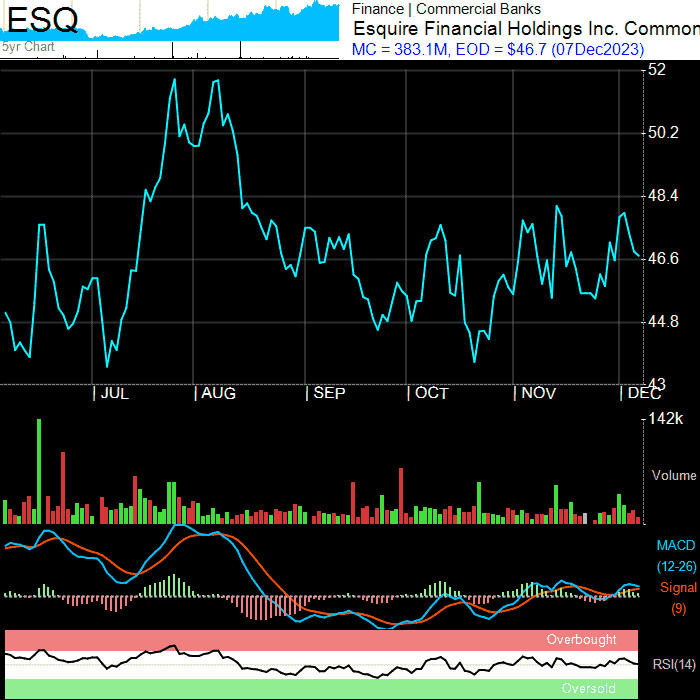 ESQ
5yr Chart
Finance | Commercial Banks
Esquire Financial Holdings Inc. Common
MC = 383.1M, EOD = $46.7 (07Dec2023)
52
50.2
48.4
46.6
44.8
43
JUL
AUG
SEP
OCT
NOV
DEC
142k
Volume
MACD
(12-26)
Signal
(9)
Overbought
RSI(14)
Oversold